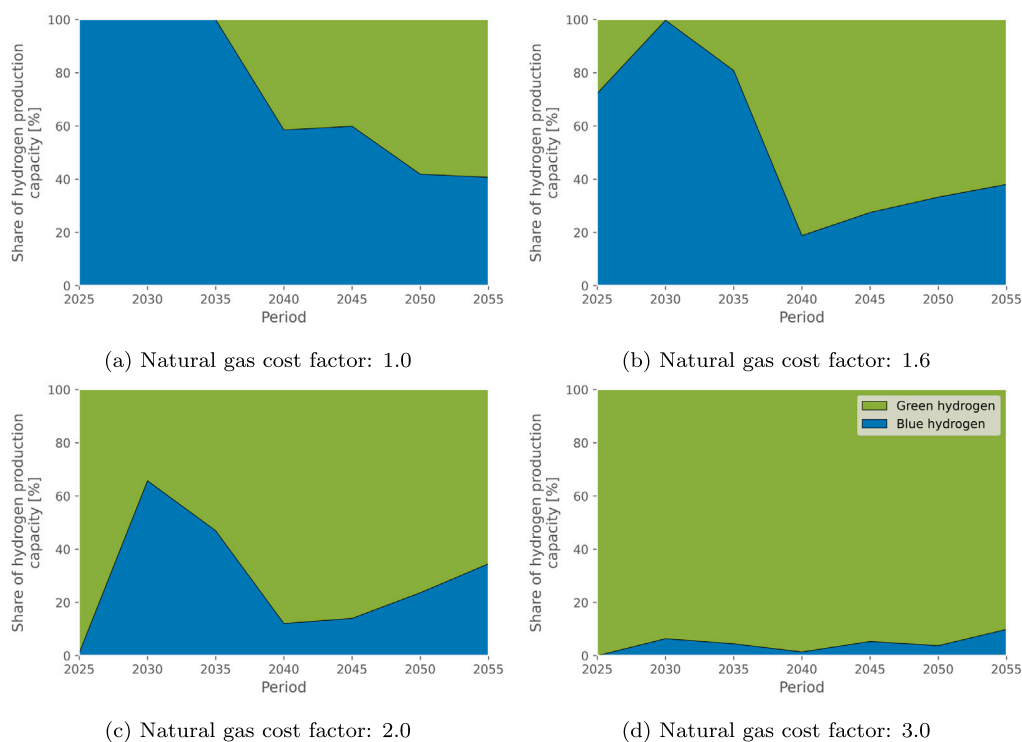 100
80
60
40
20
0
Share of hydrogen production
capacity [%]
2025 2030 2035 2040 2045 2050 2055
Period
(a) Natural gas cost factor: 1.0
100
80
60
40
20
0
Share of hydrogen production
capacity [%]
2025 2030 2035 2040 2045 2050 2055
Period
(b) Natural gas cost factor: 1.6
100
80
60
40
20
0
Share of hydrogen production
capacity [%]
2025 2030 2035 2040 2045 2050 2055
Period
(c) Natural gas cost factor: 2.0
100
80
60
40
20
0
Share of hydrogen production
capacity [%]
Green hydrogen
Blue hydrogen
2025 2030 2035 2040 2045 2050 2055
Period
(d) Natural gas cost factor: 3.0